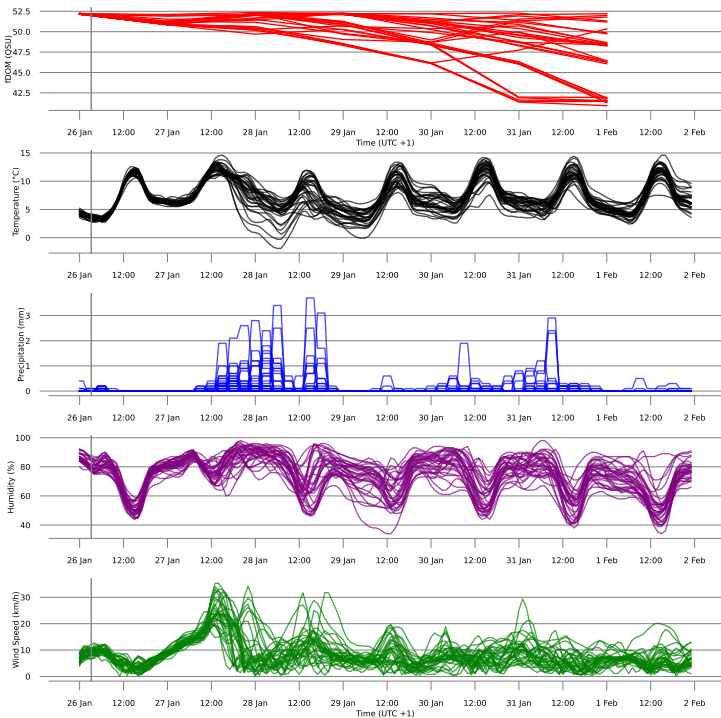 52.5
50.0
47.5
45.0
42.5
fDOM (QSU)
26 Jan 12:00 27 Jan 12:00 28 Jan 12:00 29 Jan 12:00 30 Jan 12:00 31 Jan 12:00 1 Feb 12:00 2 Feb
Time (UTC +1)
15
10
5
0
Temperature (°C)
26 Jan 12:00 27 Jan 12:00 28 Jan 12:00 29 Jan 12:00 30 Jan 12:00 31 Jan 12:00 1 Feb 12:00 2 Feb
3
2
1
0
Precipitation (mm)
26 Jan 12:00 27 Jan 12:00 28 Jan 12:00 29 Jan 12:00 30 Jan 12:00 31 Jan 12:00 1 Feb 12:00 2 Feb
100
80
60
40
Humidity (%)
26 Jan 12:00 27 Jan 12:00 28 Jan 12:00 29 Jan 12:00 30 Jan 12:00 31 Jan 12:00 1 Feb 12:00 2 Feb
30
20
10
0
Wind Speed (km/h)
26 Jan 12:00 27 Jan 12:00 28 Jan 12:00 29 Jan 12:00 30 Jan 12:00 31 Jan 12:00 1 Feb 12:00 2 Feb
Time (UTC +1)